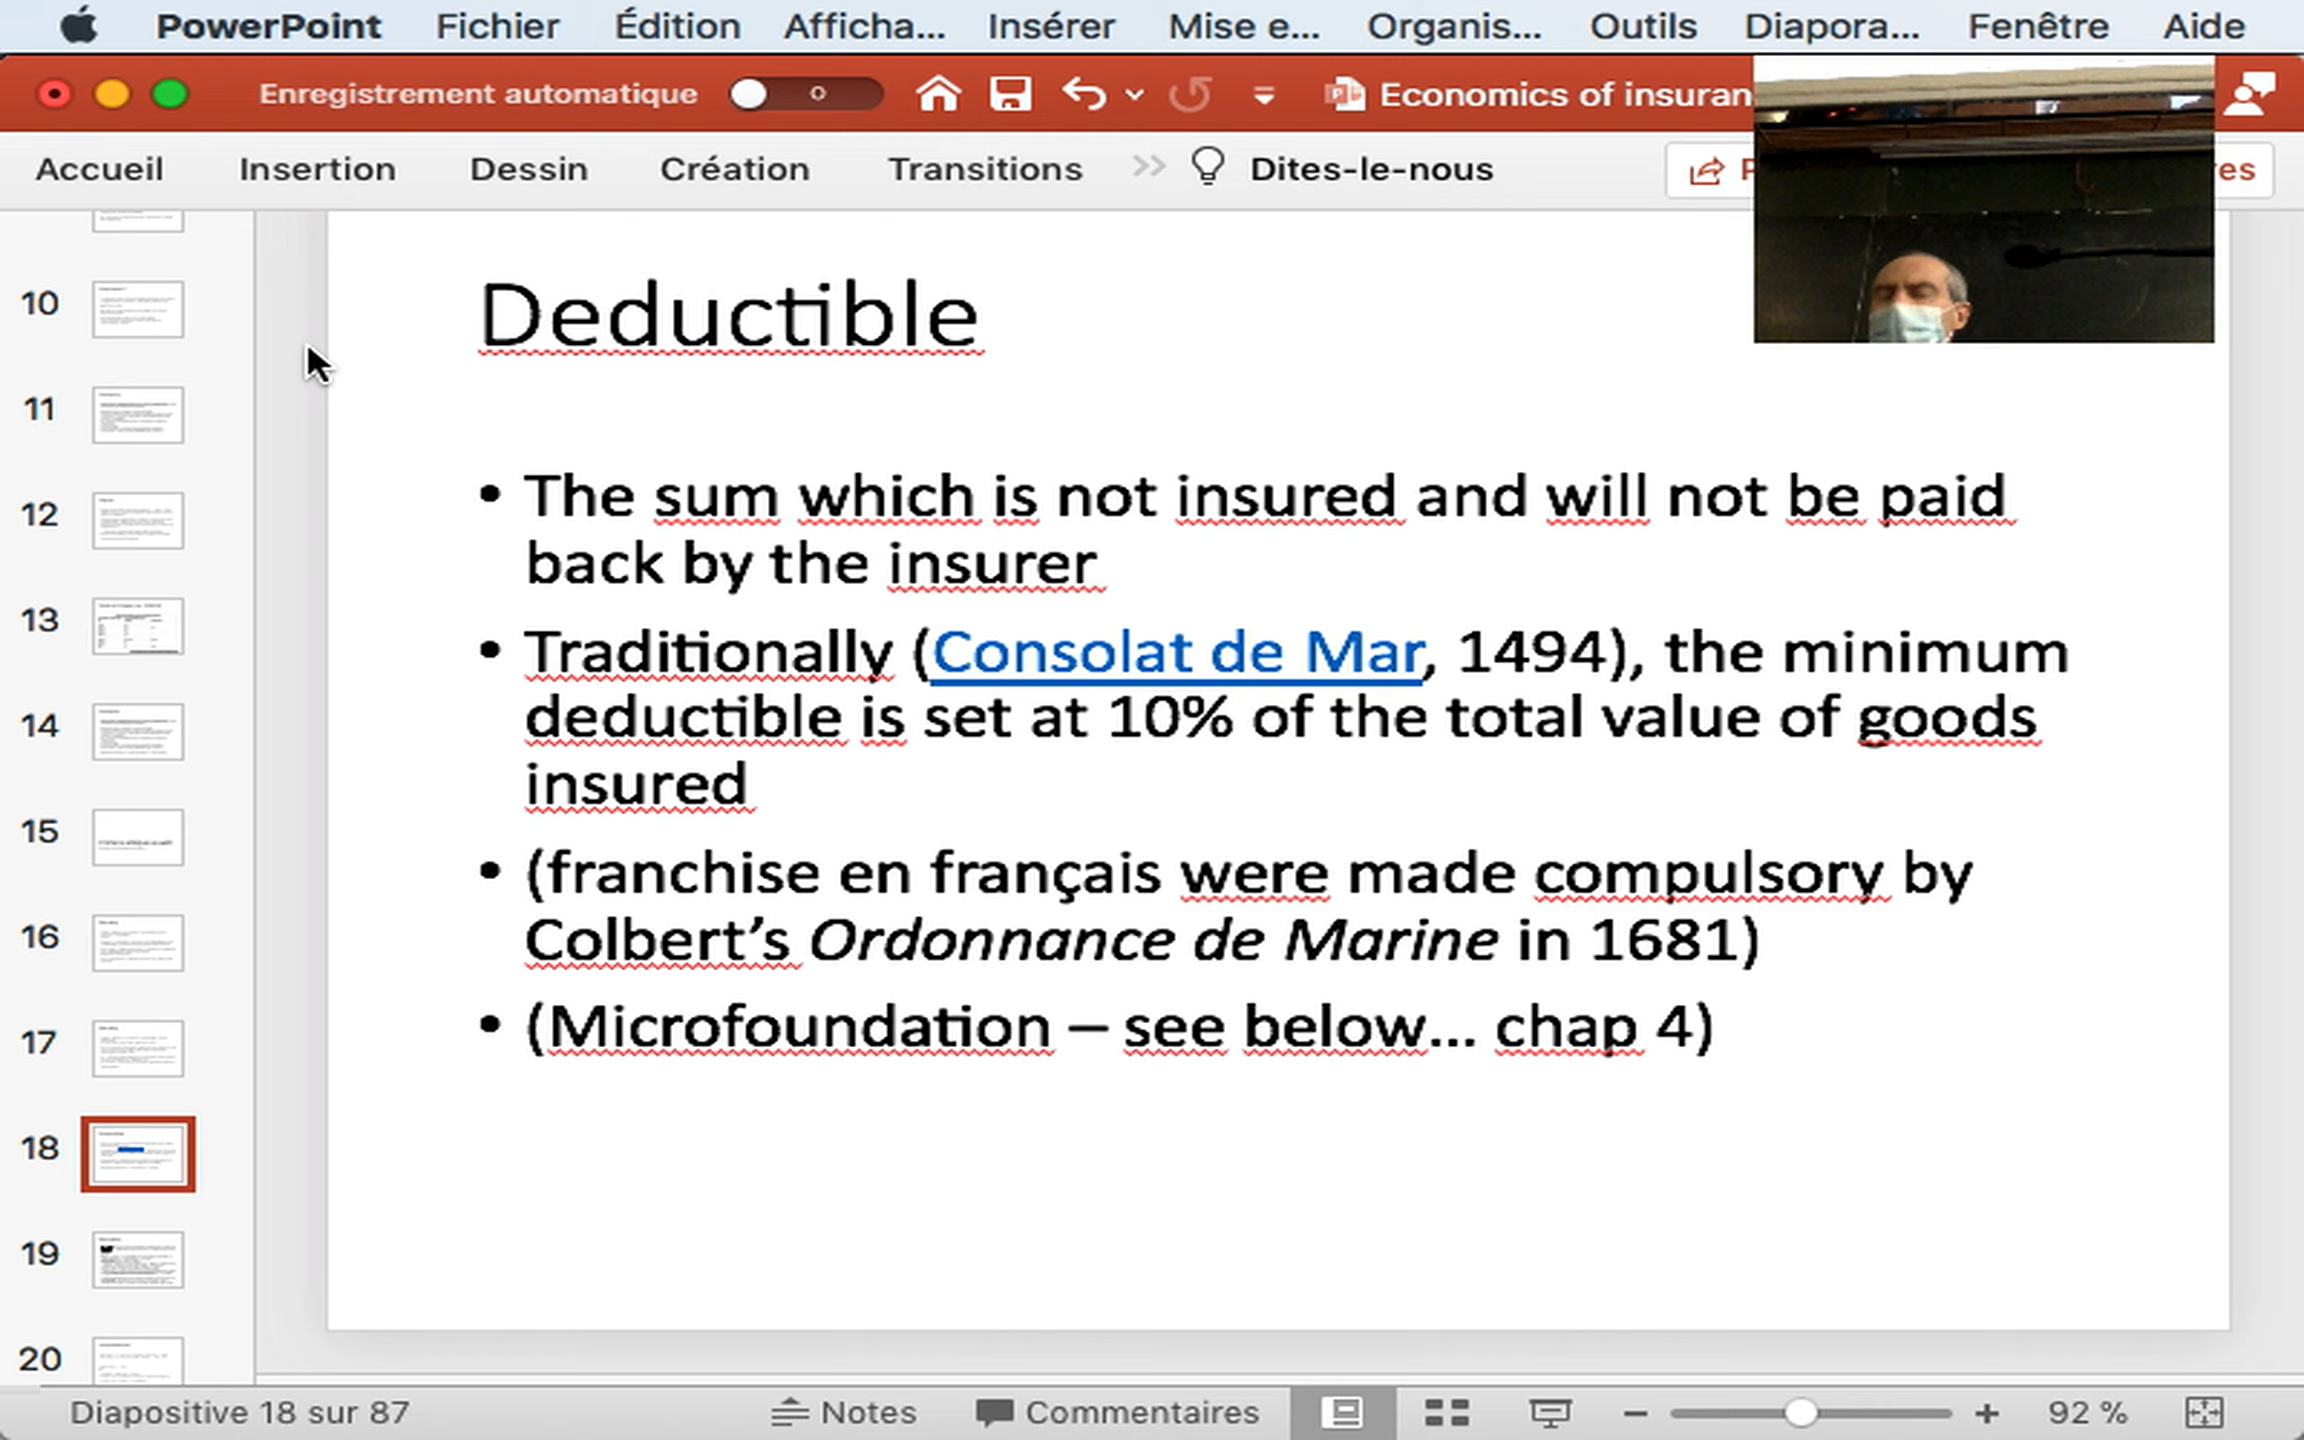 PowerPoint Fichier Édition Afficha... Insérer Mise e... Organis... Outils Diapora... Fenêtre Aide
Enregistrement automatique Economics of insuran
Accueil Insertion Dessin Création Transitions Dites-le-nous
Deductible
• The sum which is not insured and will not be paid
back by the insurer
• Traditionally (Consolat de Mar, 1494), the minimum
deductible is set at 10% of the total value of goods
insured
• (franchise en français were made compulsory by
Colbert’s Ordonnance de Marine in 1681)
• (Microfoundation – see below... chap 4)
10
11
12
13
14
15
16
17
18
19
20
Diapositive 18 sur 87 Notes Commentaires 92 %